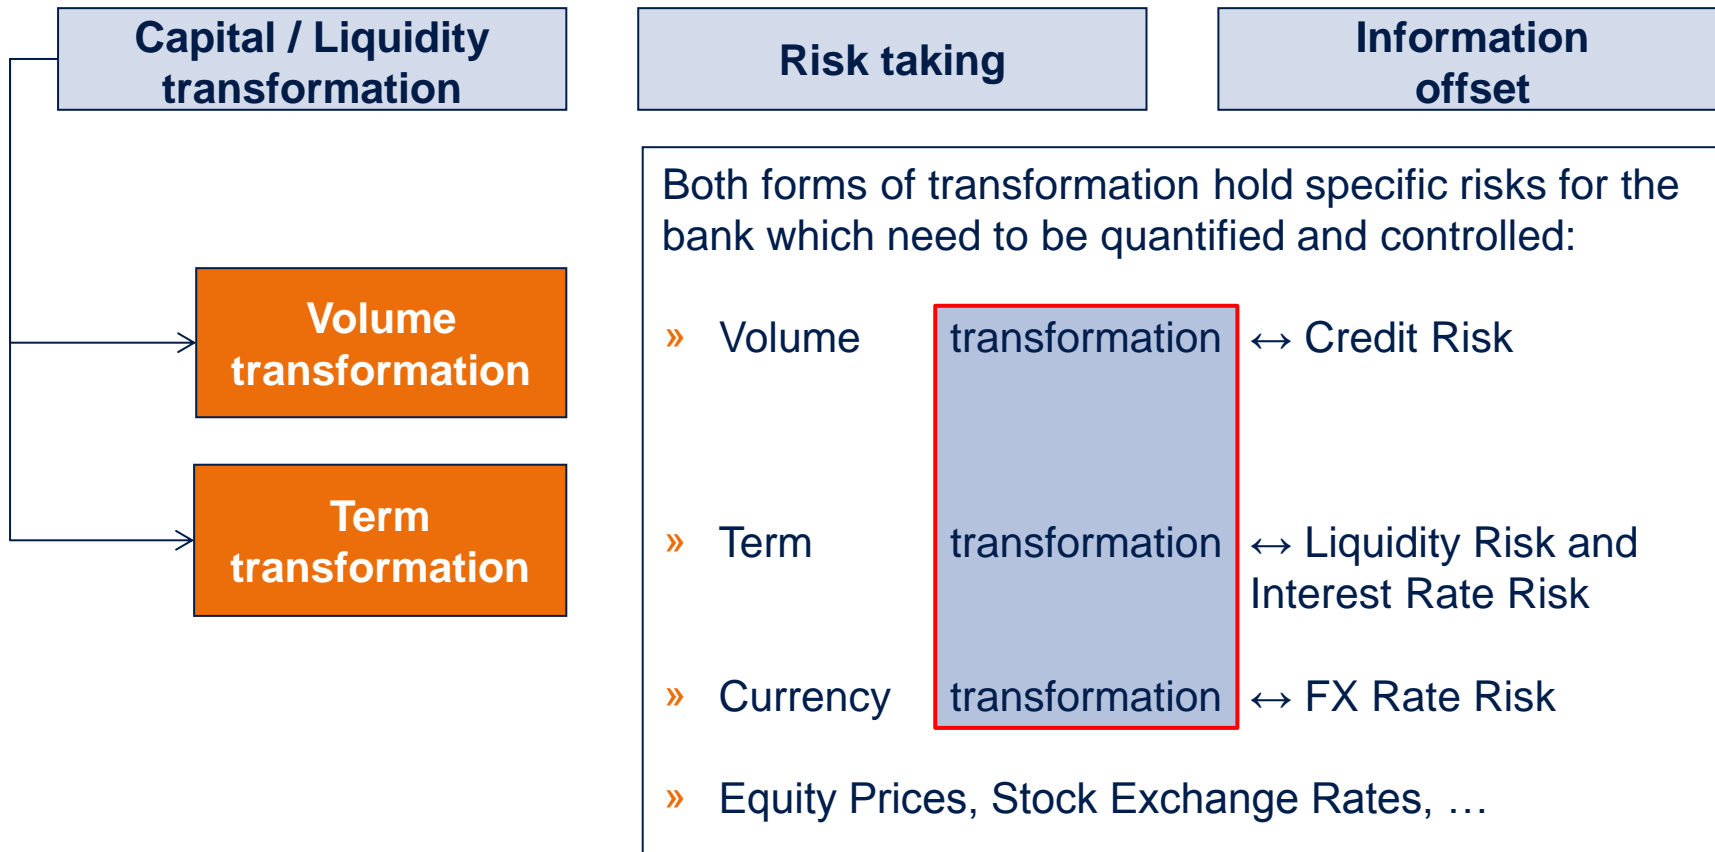 Capital / Liquidity
transformation
Risk taking
Information
offset
Volume
transformation
Term
transformation
Both forms of transformation hold specific risks for the
bank which need to be quantified and controlled:
» Volume transformation ↔ Credit Risk
» Term transformation ↔ Liquidity Risk and
Interest Rate Risk
» Currency transformation ↔ FX Rate Risk
» Equity Prices, Stock Exchange Rates, …